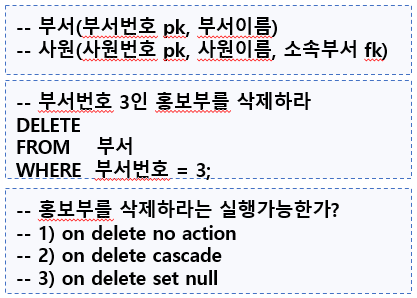 -- 부서(부서번호 pk, 부서이름)
-- 사원(사원번호 pk, 사원이름, 소속부서 fk)
-- 부서번호 3인 홍보부를 삭제하라
DELETE
FROM 부서
WHERE 부서번호 = 3;
-- 홍보부를 삭제하라는 실행가능한가?
-- 1) on delete no action
-- 2) on delete cascade
-- 3) on delete set null